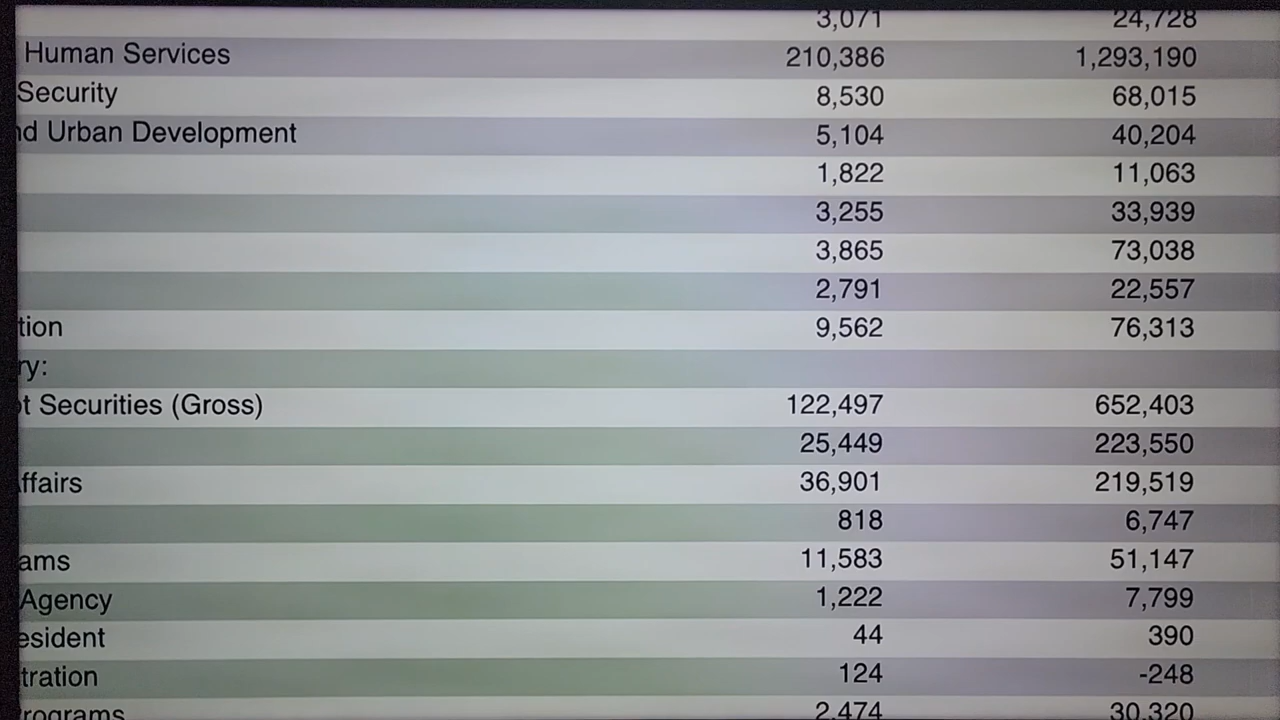 3,071 24,728
Human Services 210,386 1,293,190
Security 8,530 68,015
nd Urban Development 5,104 40,204
1,822 11,063
3,255 33,939
3,865 73,038
2,791 22,557
tion 9,562 76,313
ry:
t Securities (Gross) 122,497 652,403
25,449 223,550
ffairs 36,901 219,519
818 6,747
ams 11,583 51,147
Agency 1,222 7,799
esident 44 390
tration 124 -248
rograms 2,474 30,320